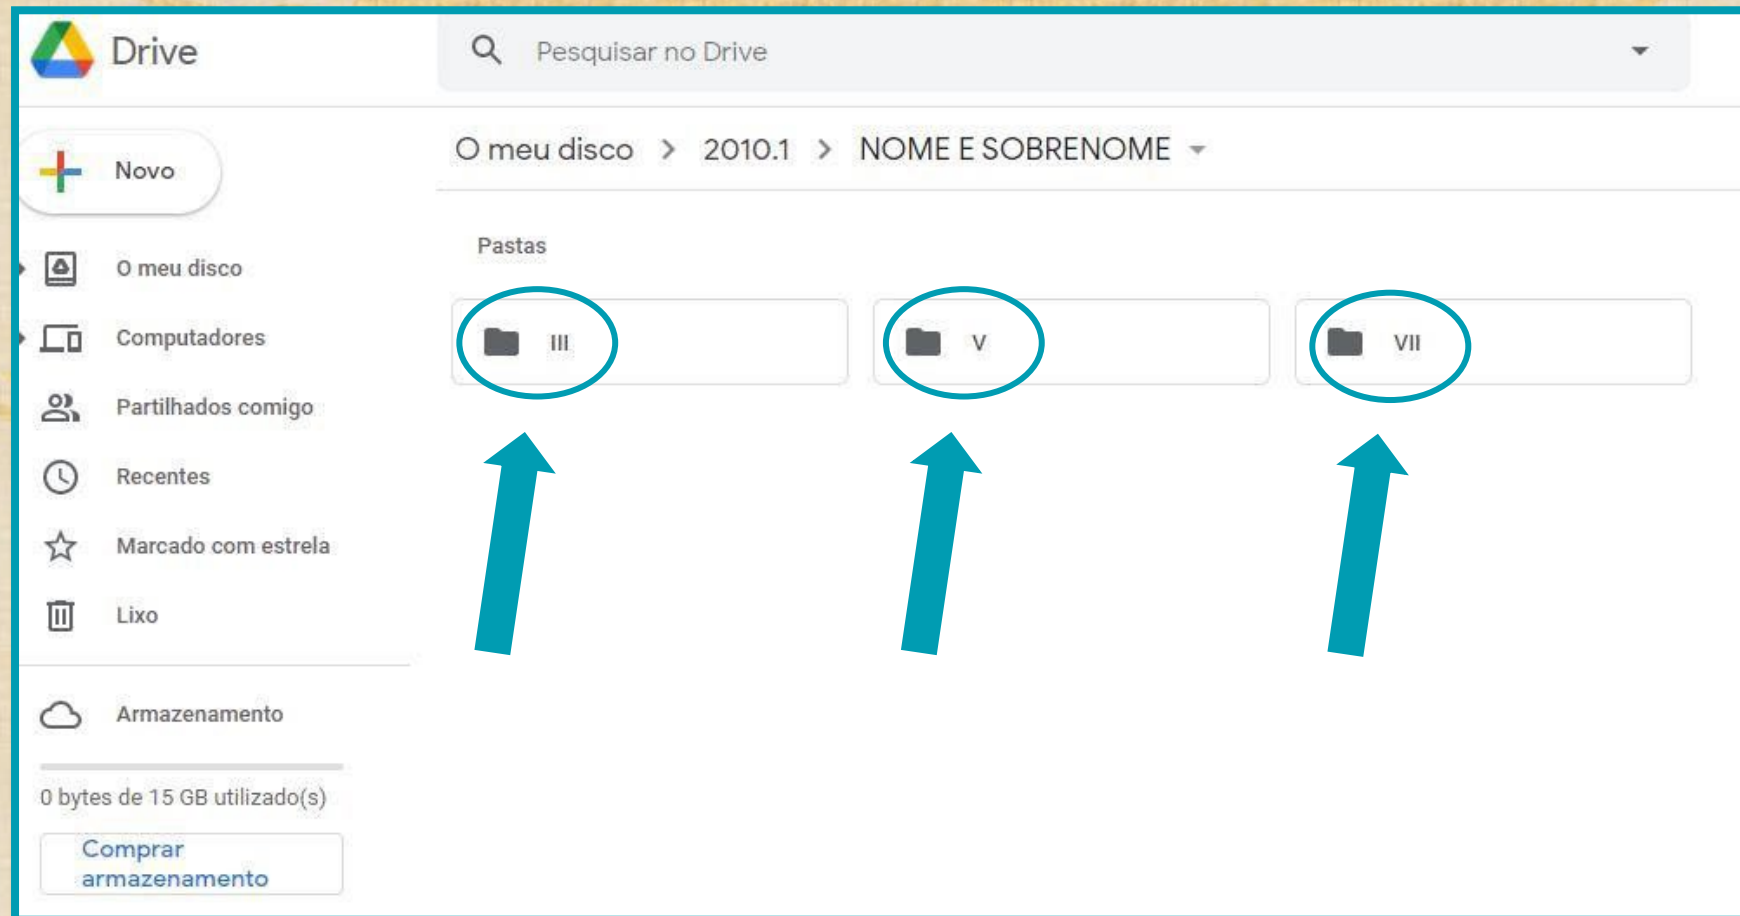 Drive
Pesquisar no Drive
Novo
O meu disco > 2010.1 > NOME E SOBRENOME
Pastas
III
V
VII
O meu disco
Computadores
Partilhados comigo
Recentes
Marcado com estrela
Lixo
Armazenamento
0 bytes de 15 GB utilizado(s)
Comprar
armazenamento